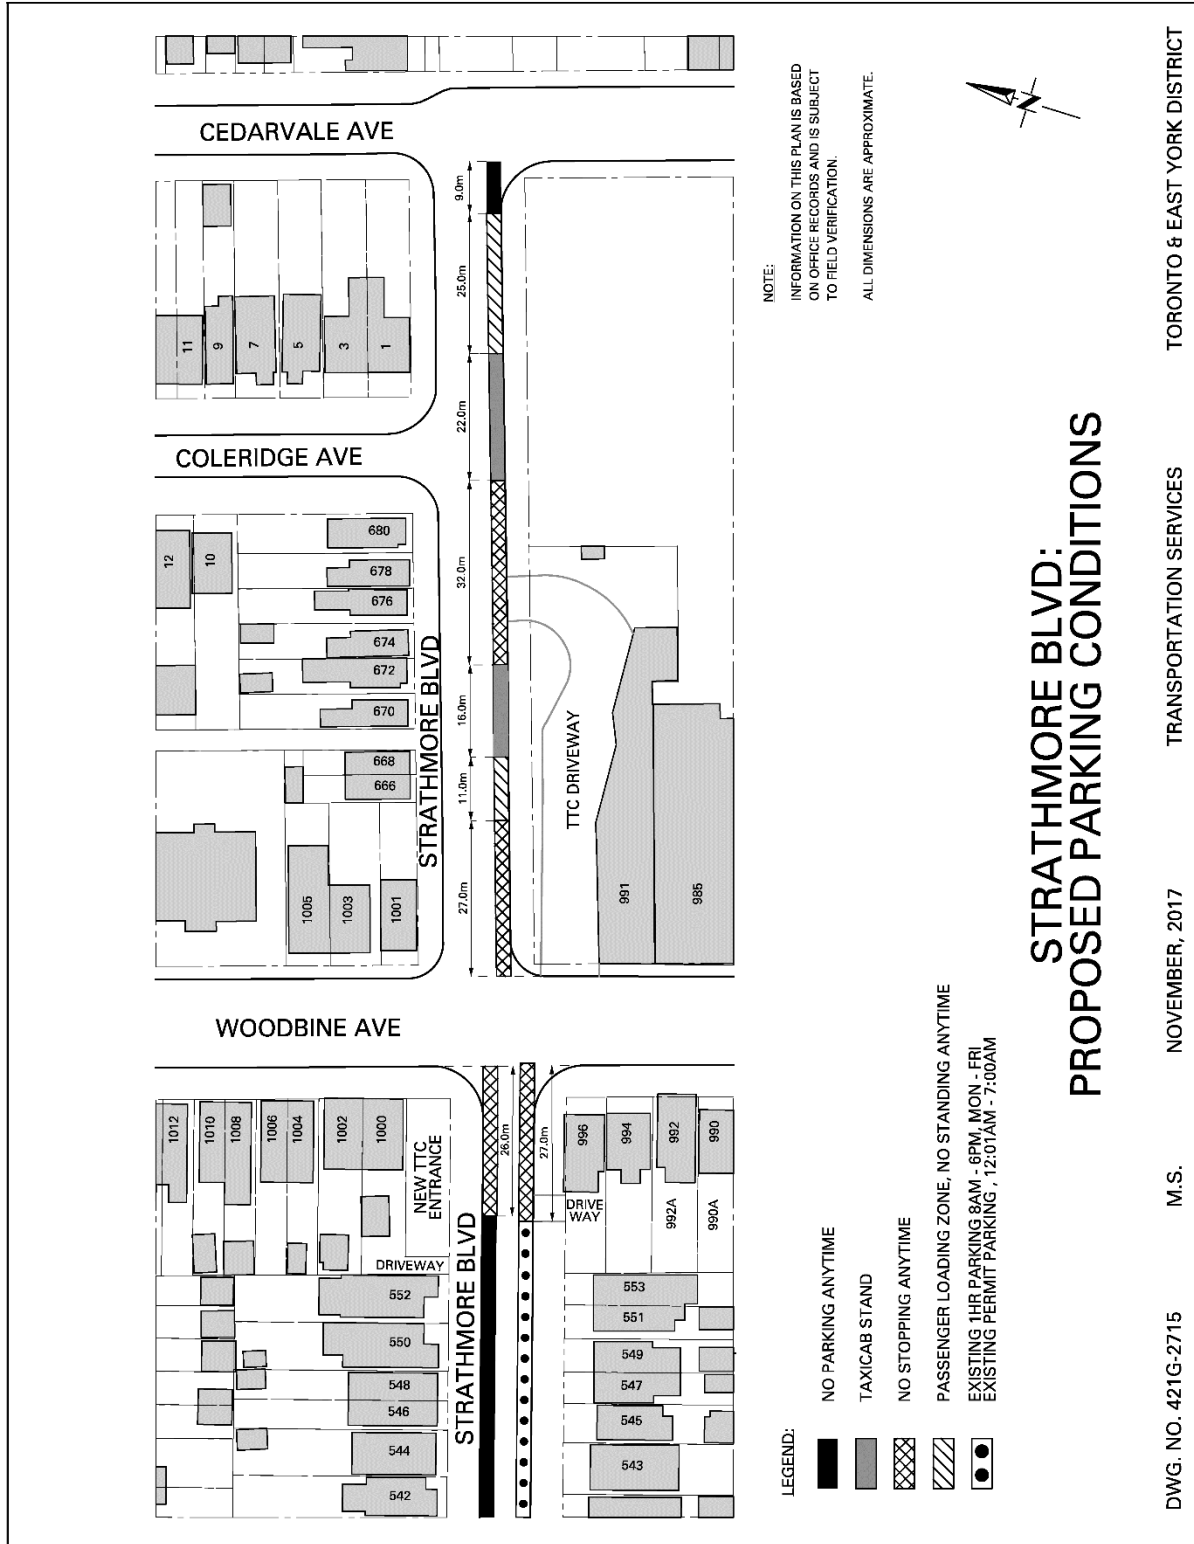 CEDARVALE AVE
COLERIDGE AVE
WOODBINE AVE
STRATHMORE BLVD
STRATHMORE BLVD
11
9
7
5
3
1
12
10
680
678
676
674
672
670
668
666
1005
1003
1001
9.0m
25.0m
22.0m
32.0m
16.0m
11.0m
27.0m
TTC DRIVEWAY
991
985
1012
1010
1008
1006
1004
1002
1000
NEW TTC
ENTRANCE
DRIVEWAY
552
550
548
546
544
542
26.0m
27.0m
996
994
992
990
DRIVE
WAY
992A
990A
553
551
549
547
545
543
N
NOTE:
INFORMATION ON THIS PLAN IS BASED
ON OFFICE RECORDS AND IS SUBJECT
TO FIELD VERIFICATION.
ALL DIMENSIONS ARE APPROXIMATE.
LEGEND:
NO PARKING ANYTIME
TAXICAB STAND
NO STOPPING ANYTIME
PASSENGER LOADING ZONE, NO STANDING ANYTIME
EXISTING 1HR PARKING 8AM - 6PM, MON - FRI
EXISTING PERMIT PARKING , 12:01AM - 7:00AM
STRATHMORE BLVD:
PROPOSED PARKING CONDITIONS
DWG. NO. 421G-2715
M.S.
NOVEMBER, 2017
TRANSPORTATION SERVICES
TORONTO & EAST YORK DISTRICT